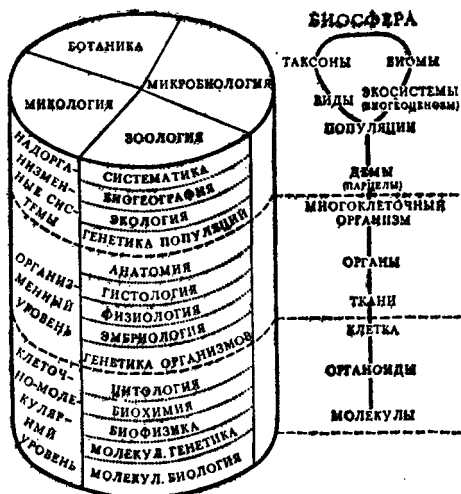 БОТАНИКА
МИКРОБИОЛОГИЯ
МИКОЛОГИЯ
ЗООЛОГИЯ
НАДОРГА-
НИЗМЕН-
НЫЕ СИС-
ТЕМЫ
СИСТЕМАТИКА
БИОГЕОГРАФИЯ
ЭКОЛОГИЯ
ГЕНЕТИКА ПОПУЛЯЦИЙ
ОРГАНИЗ-
МЕННЫЙ
УРОВЕНЬ
АНАТОМИЯ
ГИСТОЛОГИЯ
ФИЗИОЛОГИЯ
ЭМБРИОЛОГИЯ
ГЕНЕТИКА ОРГАНИЗМОВ
КЛЕТОЧ-
НО-МОЛЕ-
КУЛЯР-
НЫЙ
УРОВЕНЬ
ЦИТОЛОГИЯ
БИОХИМИЯ
БИОФИЗИКА
МОЛЕКУЛ. ГЕНЕТИКА
МОЛЕКУЛ. БИОЛОГИЯ
БИОСФЕРА
ТАКСОНЫ
БИОМЫ
ВИДЫ
ЭКОСИСТЕМЫ
(БИОГЕОЦЕНОЗЫ)
ПОПУЛЯЦИИ
ДЕМЫ
(ПАРЦЕЛЫ)
МНОГОКЛЕТОЧНЫЙ
ОРГАНИЗМ
ОРГАНЫ
ТКАНИ
КЛЕТКА
ОРГАНОИДЫ
МОЛЕКУЛЫ